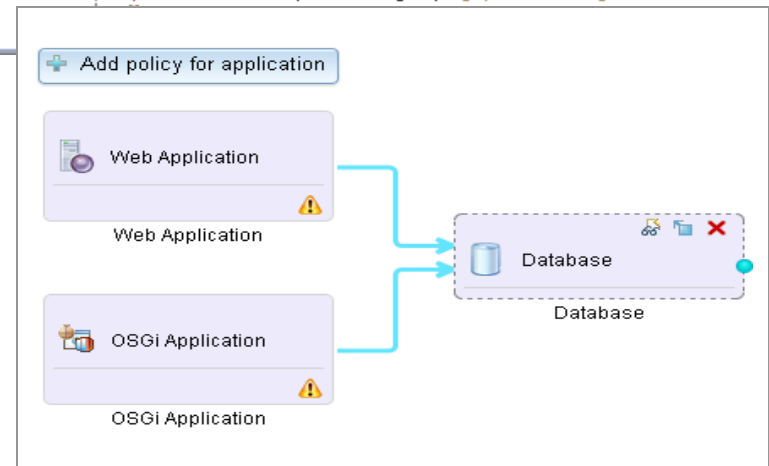 Add policy for application
Web Application
Web Application
Database
Database
OSGi Application
OSGi Application